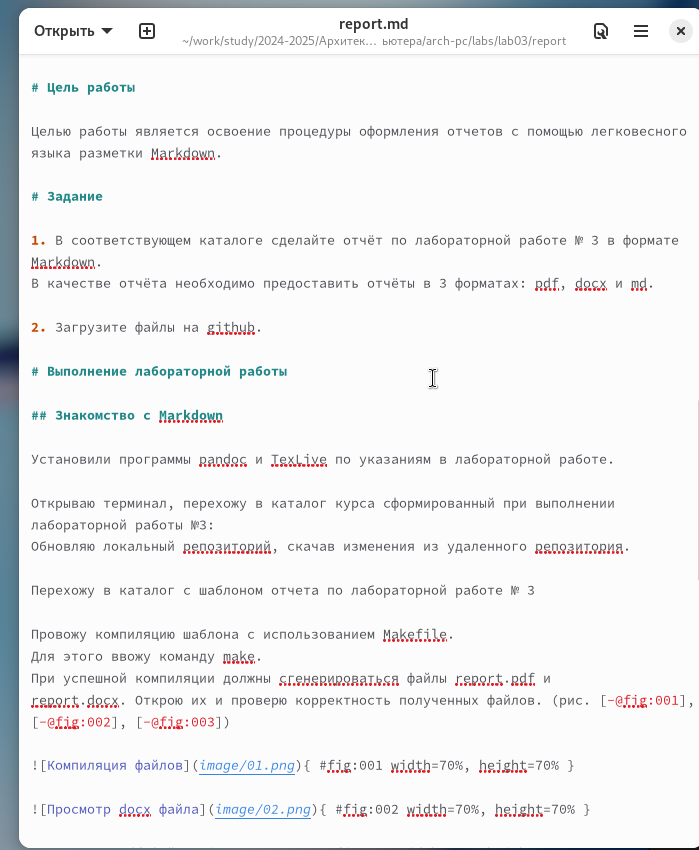 Открыть
report.md
~/work/study/2024-2025/Архитек… ьютера/arch-pc/labs/lab03/report
# Цель работы
Целью работы является освоение процедуры оформления отчетов с помощью легковесного
языка разметки Markdown.
# Задание
1. В соответствующем каталоге сделайте отчёт по лабораторной работе № 3 в формате
Markdown.
В качестве отчёта необходимо предоставить отчёты в 3 форматах: pdf, docx и md.
2. Загрузите файлы на github.
# Выполнение лабораторной работы
## Знакомство с Markdown
Установили программы pandoc и TexLive по указаниям в лабораторной работе.
Открываю терминал, перехожу в каталог курса сформированный при выполнении
лабораторной работы №3:
Обновляю локальный репозиторий, скачав изменения из удаленного репозитория.
Перехожу в каталог с шаблоном отчета по лабораторной работе № 3
Провожу компиляцию шаблона с использованием Makefile.
Для этого ввожу команду make.
При успешной компиляции должны сгенерироваться файлы report.pdf и
report.docx. Открою их и проверю корректность полученных файлов. (рис. [-@fig:001],
[-@fig:002], [-@fig:003])
![Компиляция файлов](image/01.png){ #fig:001 width=70%, height=70% }
![Просмотр docx файла](image/02.png){ #fig:002 width=70%, height=70% }